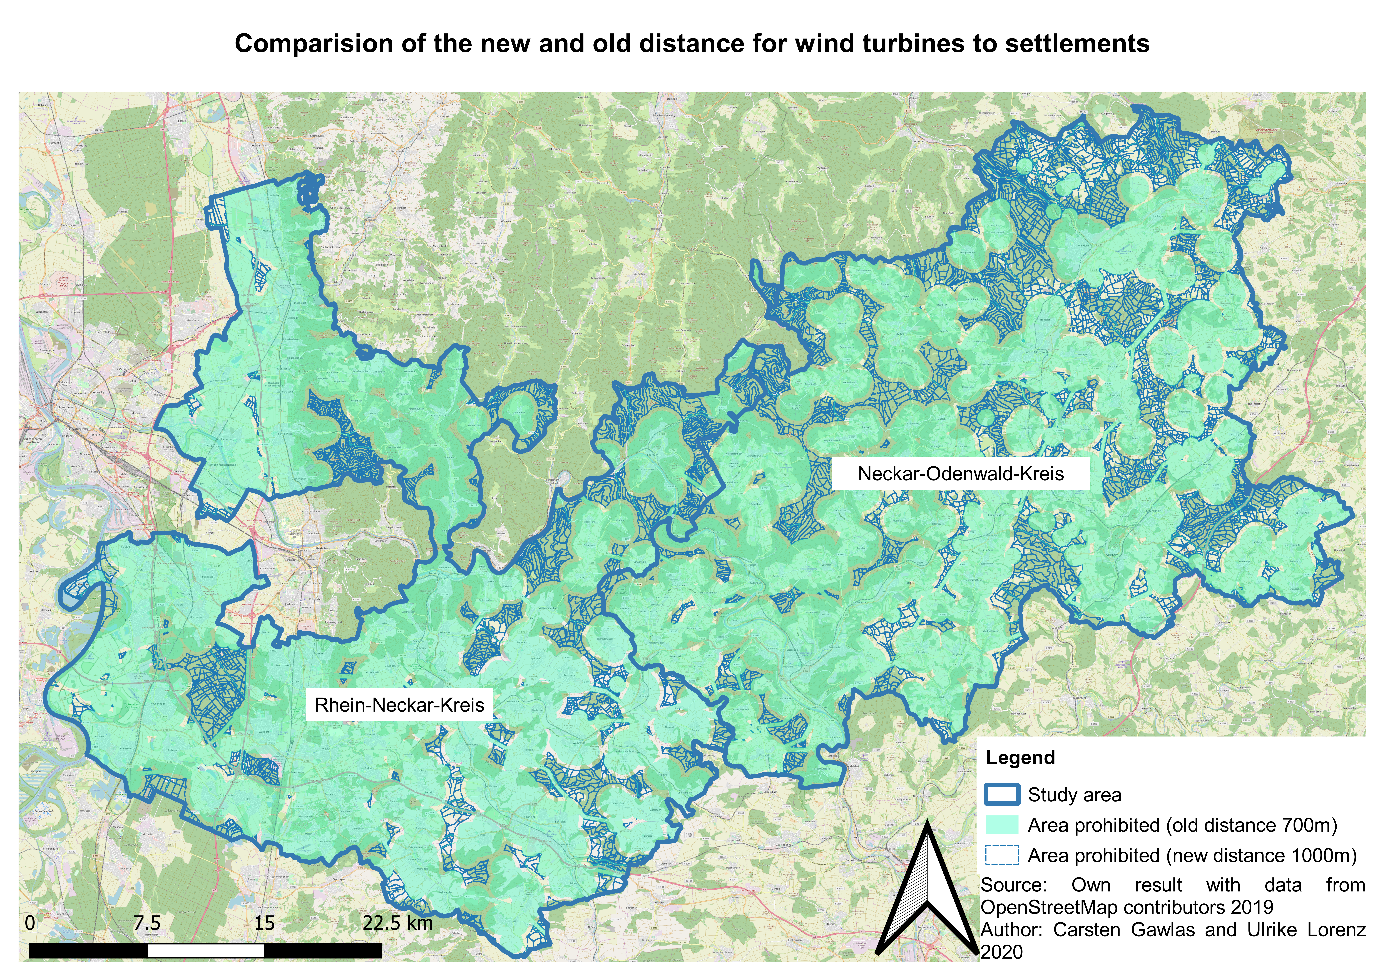 Comparision of the new and old distance for wind turbines to settlements
Neckar-Odenwald-Kreis
Rhein-Neckar-Kreis
Legend
Study area
Area prohibited (old distance 700m)
Area prohibited (new distance 1000m)
Source: Own result with data from
OpenStreetMap contributors 2019
Author: Carsten Gawlas and Ulrike Lorenz
2020
0 7.5 15 22.5 km